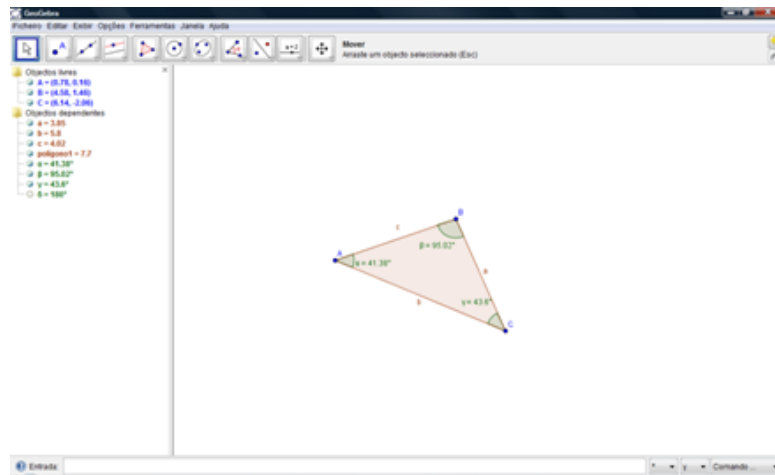 GeoGebra
Ficheiro Editar Exibir Opções Ferramentas Janela Ajuda
A
a=2
Mover
Arraste um objecto seleccionado (Esc)
Objectos livres
A = (0.78, 0.16)
B = (4.58, 1.46)
C = (6.14, -2.06)
Objectos dependentes
a = 3.85
b = 5.8
c = 4.02
polígono1 = 7.7
α = 41.38°
β = 95.02°
γ = 43.6°
δ = 180°
B
c
β = 95.02°
A
α = 41.38°
a
b
γ = 43.6°
C
Entrada:
Comando ...